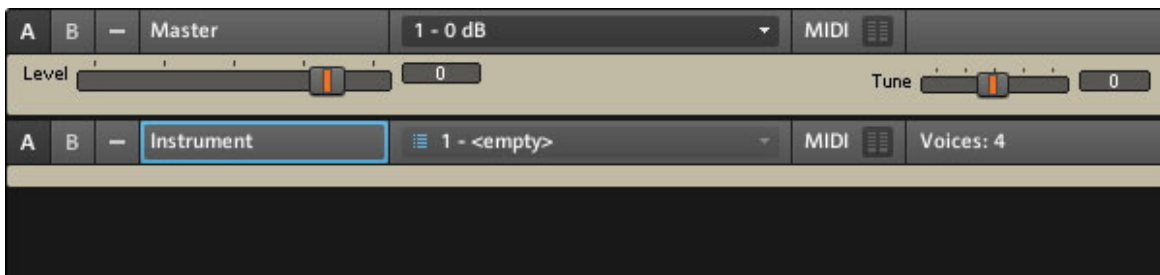 A B – Master 1 - 0 dB MIDI
Level 0 Tune 0
A B – Instrument 1 - <empty> MIDI Voices: 4